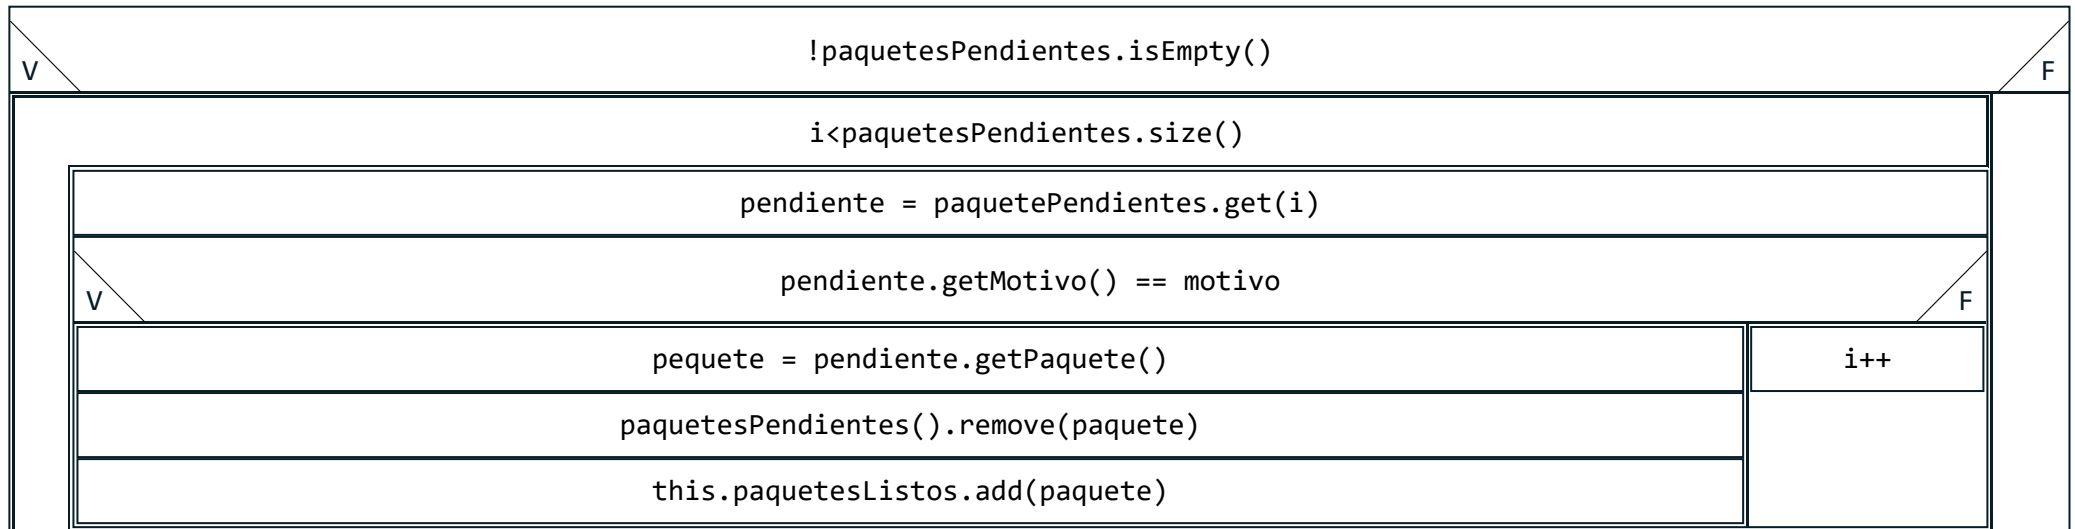 !paquetesPendientes.isEmpty()
V
F
i<paquetesPendientes.size()
pendiente = paquetePendientes.get(i)
pendiente.getMotivo() == motivo
V
F
pequete = pendiente.getPaquete()
i++
paquetesPendientes().remove(paquete)
this.paquetesListos.add(paquete)